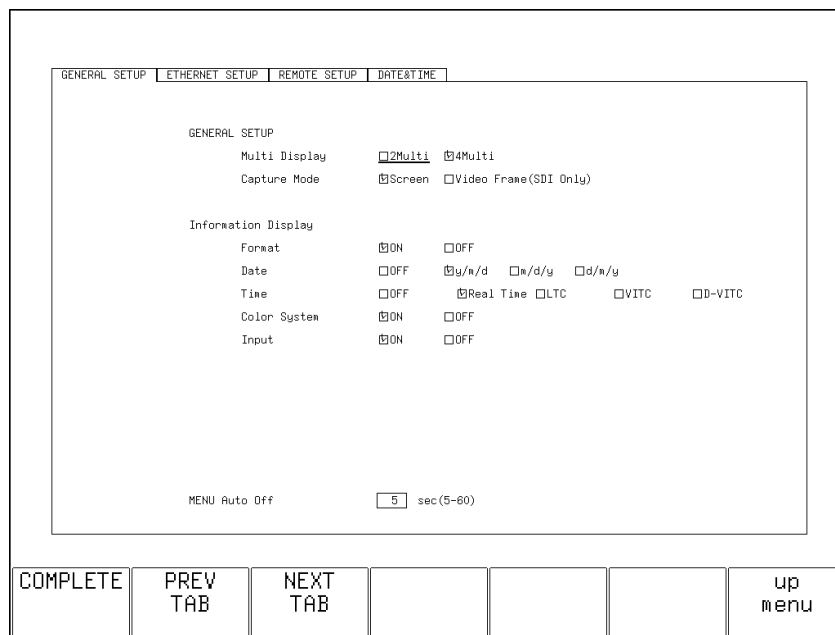 GENERAL SETUP ETHERNET SETUP REMOTE SETUP DATE&TIME
GENERAL SETUP
Multi Display 2Multi 4Multi
Capture Mode Screen Video Frame(SDI Only)
Information Display
Format ON OFF
Date OFF y/m/d m/d/y d/m/y
Time OFF Real Time LTC VITC D-VITC
Color System ON OFF
Input ON OFF
MENU Auto Off 5 sec(5-60)
COMPLETE PREV TAB NEXT TAB up menu